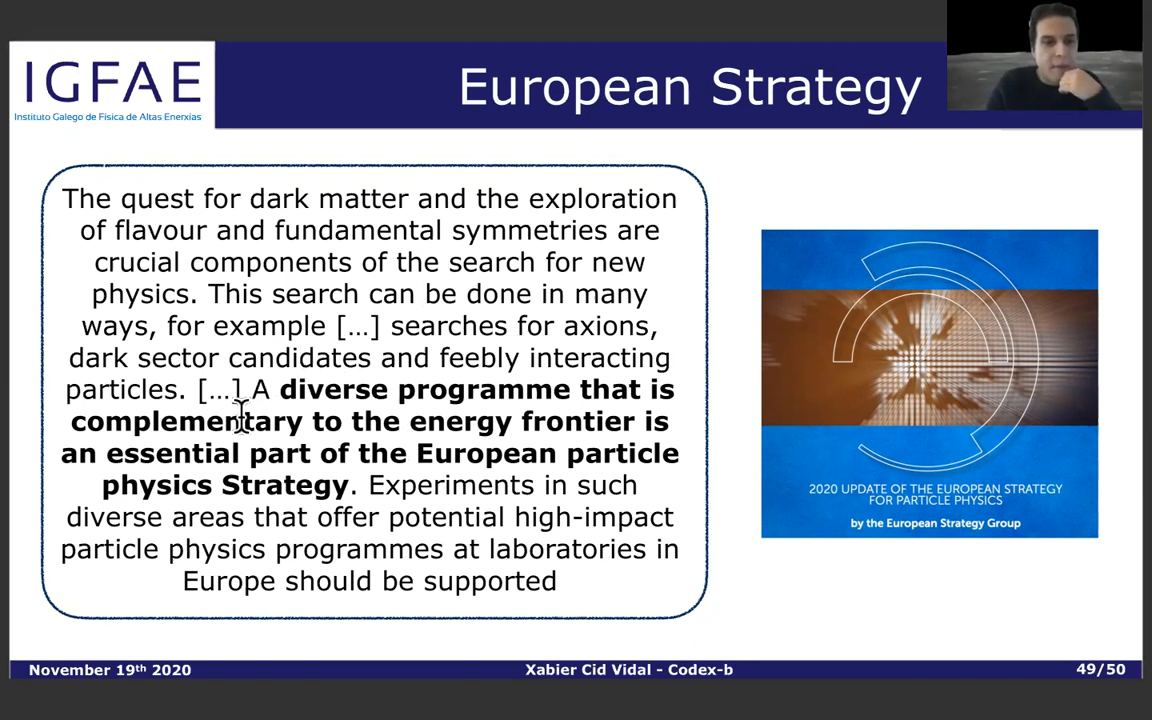 IGFAE
Instituto Galego de Física de Altas Enerxías
European Strategy
The quest for dark matter and the exploration
of flavour and fundamental symmetries are
crucial components of the search for new
physics. This search can be done in many
ways, for example […] searches for axions,
dark sector candidates and feebly interacting
particles. […] A diverse programme that is
complementary to the energy frontier is
an essential part of the European particle
physics Strategy. Experiments in such
diverse areas that offer potential high-impact
particle physics programmes at laboratories in
Europe should be supported
2020 UPDATE OF THE EUROPEAN STRATEGY
FOR PARTICLE PHYSICS
by the European Strategy Group
November 19th 2020
Xabier Cid Vidal - Codex-b
49/50